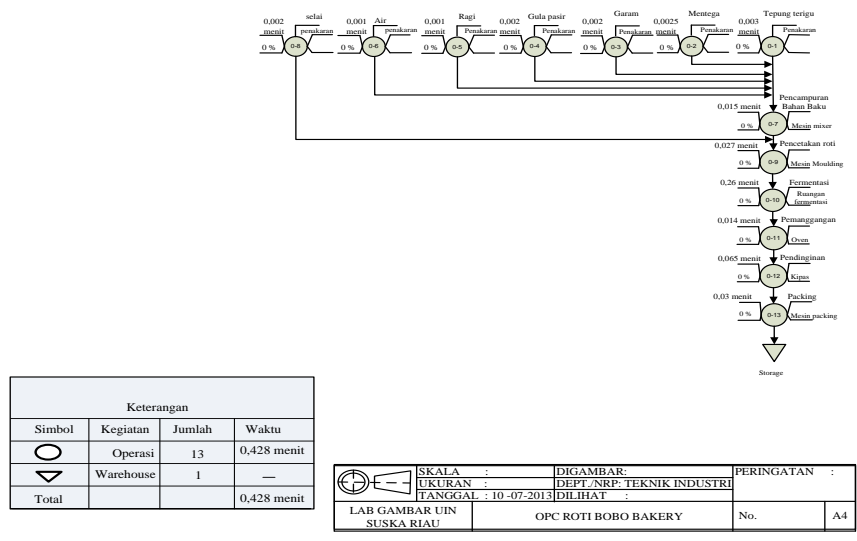 selai
0,002 menit
penakaran
0 %
0-8
Air
0,001 menit
penakaran
0 %
0-6
Ragi
0,001 menit
Penakaran
0 %
0-5
Gula pasir
0,002 menit
Penakaran
0 %
0-4
Garam
0,002 menit
Penakaran
0 %
0-3
Mentega
0,0025 menit
Penakaran
0 %
0-2
Tepung terigu
0,003 menit
Penakaran
0 %
0-1
Pencampuran
Bahan Baku
0,015 menit
0 %
0-7
Mesin mixer
0,027 menit
Pencetakan roti
0 %
0-9
Mesin Moulding
0,26 menit
Fermentasi
0 %
0-10
Ruangan
fermentasi
0,014 menit
Pemanggangan
0 %
0-11
Oven
0,065 menit
Pendinginan
0 %
0-12
Kipas
0,03 menit
Packing
0 %
0-13
Mesin packing
Storage
Keterangan
Simbol Kegiatan Jumlah Waktu
Operasi 13 0,428 menit
Warehouse 1 —
Total 0,428 menit
SKALA : DIGAMBAR: PERINGATAN :
UKURAN : DEPT./NRP: TEKNIK INDUSTRI
TANGGAL : 10 -07-2013 DILIHAT :
LAB GAMBAR UIN
SUSKA RIAU
OPC ROTI BOBO BAKERY
No.
A4